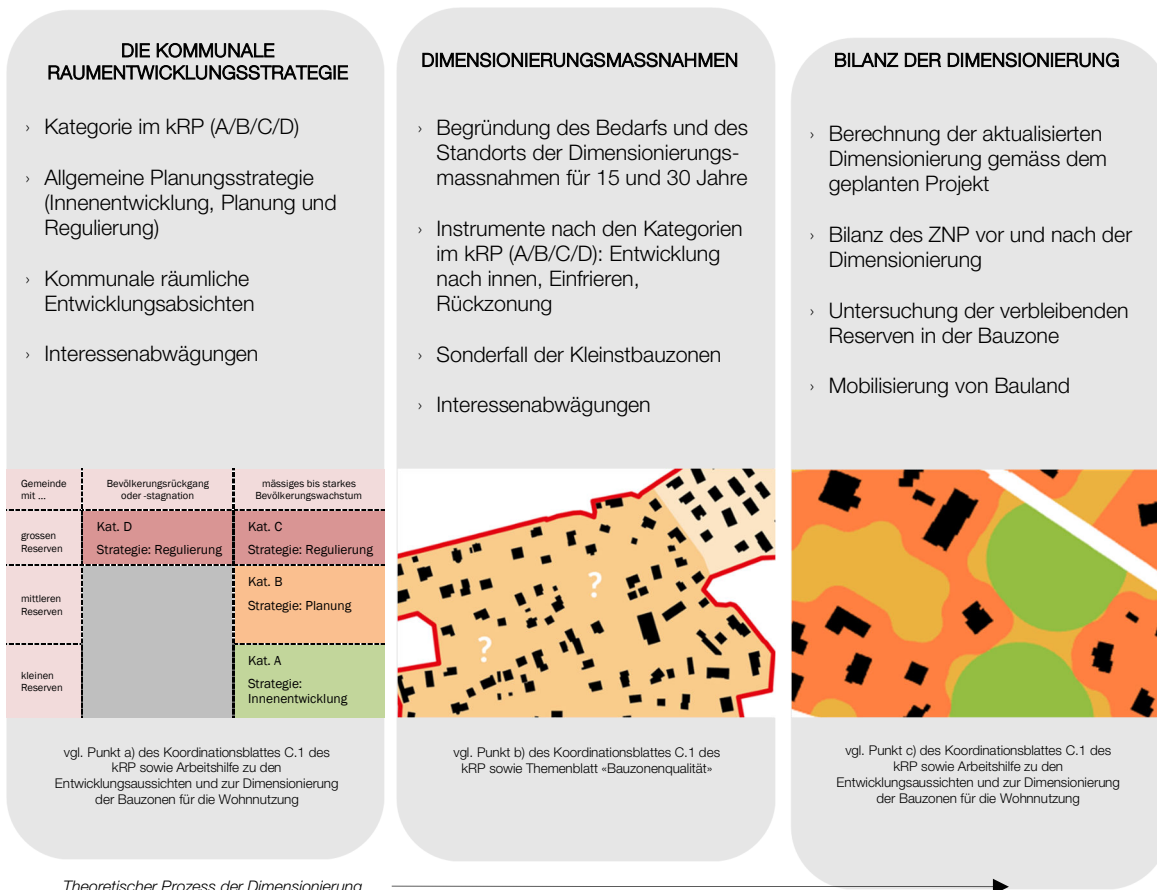 DIE KOMMUNALE
RAUMENTWICKLUNGSSTRATEGIE
› Kategorie im kRP (A/B/C/D)
› Allgemeine Planungsstrategie
(Innenentwicklung, Planung und
Regulierung)
› Kommunale räumliche
Entwicklungsabsichten
› Interessenabwägungen
Gemeinde
mit ...
Bevölkerungsrückgang
oder -stagnation
mässiges bis starkes
Bevölkerungswachstum
grossen
Reserven
Kat. D
Strategie: Regulierung
Kat. C
Strategie: Regulierung
mittleren
Reserven
Kat. B
Strategie: Planung
kleinen
Reserven
Kat. A
Strategie:
Innenentwicklung
vgl. Punkt a) des Koordinationsblattes C.1 des
kRP sowie Arbeitshilfe zu den
Entwicklungsaussichten und zur Dimensionierung
der Bauzonen für die Wohnnutzung
DIMENSIONIERUNGSMASSNAHMEN
› Begründung des Bedarfs und des
Standorts der Dimensionierungs-
massnahmen für 15 und 30 Jahre
› Instrumente nach den Kategorien
im kRP (A/B/C/D): Entwicklung
nach innen, Einfrieren,
Rückzonung
› Sonderfall der Kleinstbauzonen
› Interessenabwägungen
?
?
vgl. Punkt b) des Koordinationsblattes C.1 des
kRP sowie Themenblatt «Bauzonenqualität»
BILANZ DER DIMENSIONIERUNG
› Berechnung der aktualisierten
Dimensionierung gemäss dem
geplanten Projekt
› Bilanz des ZNP vor und nach der
Dimensionierung
› Untersuchung der verbleibenden
Reserven in der Bauzone
› Mobilisierung von Bauland
vgl. Punkt c) des Koordinationsblattes C.1 des
kRP sowie Arbeitshilfe zu den
Entwicklungsaussichten und zur Dimensionierung
der Bauzonen für die Wohnnutzung
Theoretischer Prozess der Dimensionierung